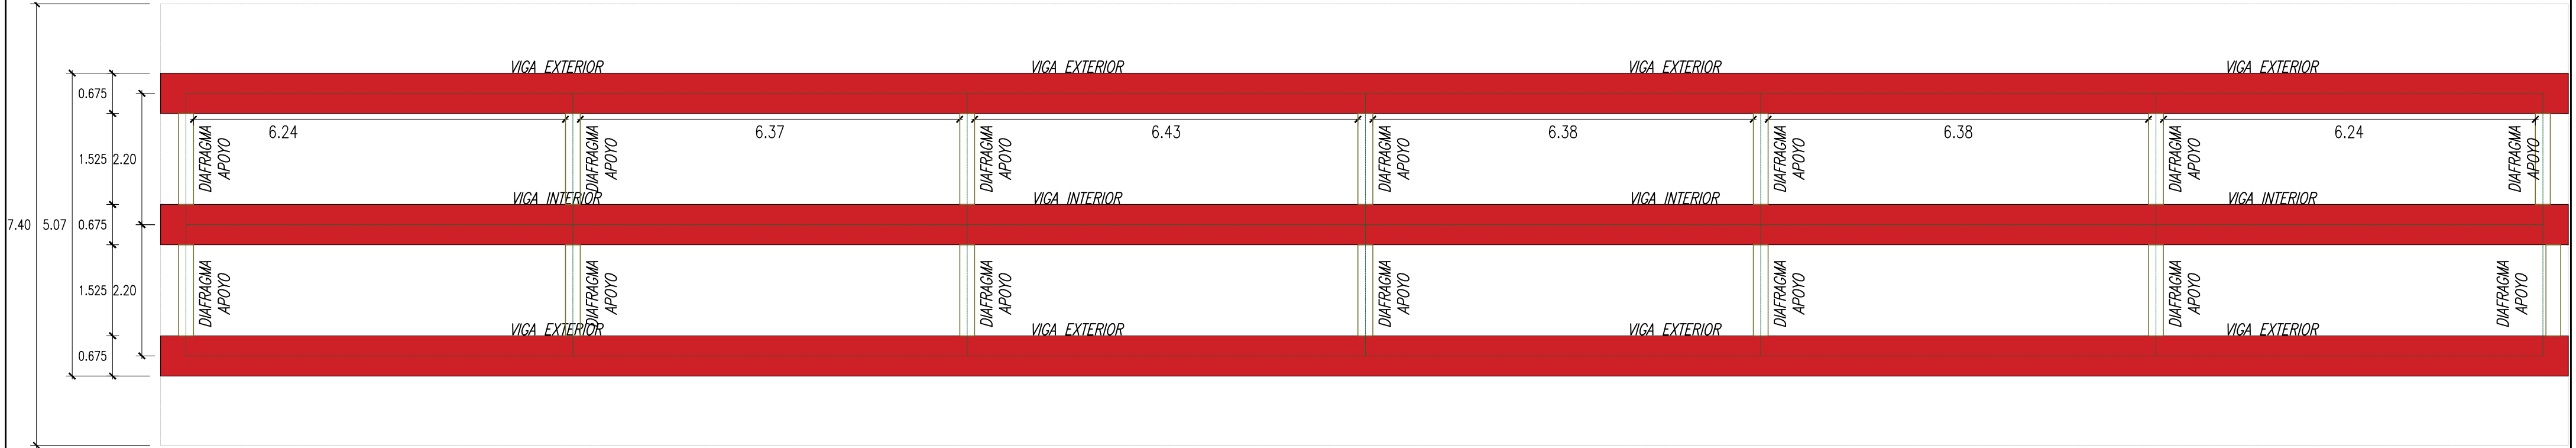 VIGA EXTERIOR VIGA EXTERIOR VIGA EXTERIOR VIGA EXTERIOR
0.675
6.24 6.37 6.43 6.38 6.38 6.24
DIAFRAGMA
APOYO
DIAFRAGMA
APOYO
DIAFRAGMA
APOYO
DIAFRAGMA
APOYO
DIAFRAGMA
APOYO
DIAFRAGMA
APOYO
DIAFRAGMA
APOYO
1.525 2.20
VIGA INTERIOR VIGA INTERIOR VIGA INTERIOR VIGA INTERIOR
7.40 5.07 0.675
DIAFRAGMA
APOYO
DIAFRAGMA
APOYO
DIAFRAGMA
APOYO
DIAFRAGMA
APOYO
DIAFRAGMA
APOYO
DIAFRAGMA
APOYO
DIAFRAGMA
APOYO
1.525 2.20
VIGA EXTERIOR VIGA EXTERIOR VIGA EXTERIOR VIGA EXTERIOR
0.675